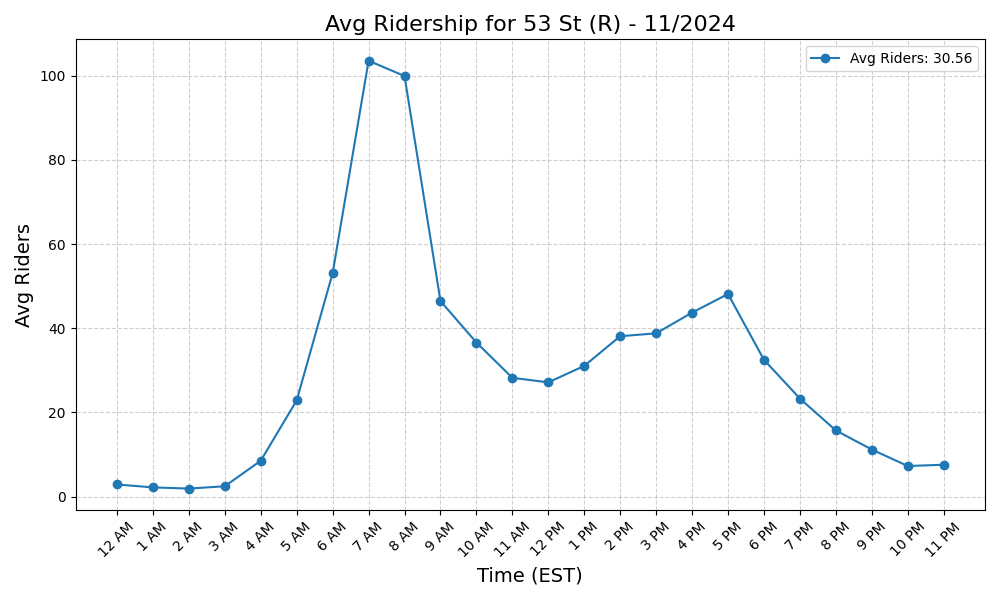 Avg Ridership for 53 St (R) - 11/2024
Avg Riders: 30.56
Avg Riders
100
80
60
40
20
0
12 AM
1 AM
2 AM
3 AM
4 AM
5 AM
6 AM
7 AM
8 AM
9 AM
10 AM
11 AM
12 PM
1 PM
2 PM
3 PM
4 PM
5 PM
6 PM
7 PM
8 PM
9 PM
10 PM
11 PM
Time (EST)